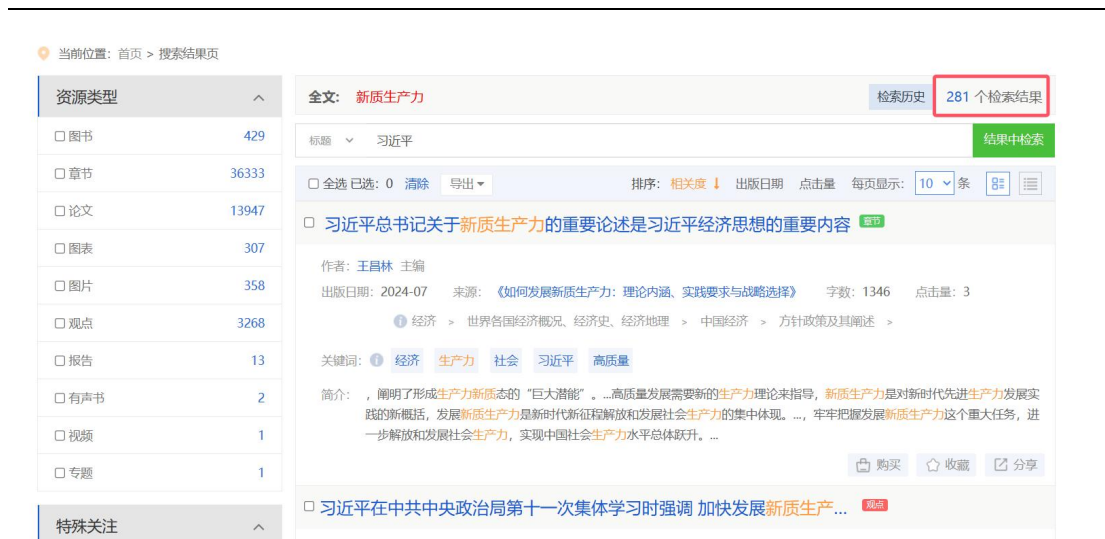 当前位置：首页 > 搜索结果页
资源类型
图书 429
章节 36333
论文 13947
图表 307
图片 358
观点 3268
报告 13
有声书 2
视频 1
专题 1
特殊关注
全文： 新质生产力 检索历史 281 个检索结果
标题 习近平 结果中检索
全选 已选：0 清除 导出 排序：相关度 出版日期 点击量 每页显示：10 条
习近平总书记关于新质生产力的重要论述是习近平经济思想的重要内容 章节
作者：王昌林 主编
出版日期：2024-07 来源：《如何发展新质生产力：理论内涵、实践要求与战略选择》 字数：1346 点击量：3
经济 > 世界各国经济概况、经济史、经济地理 > 中国经济 > 方针政策及其阐述 >
关键词： 经济 生产力 社会 习近平 高质量
简介： ，阐明了形成生产力新质态的“巨大潜能”。...高质量发展需要新的生产力理论来指导，新质生产力是对新时代先进生产力发展实
践的新概括，发展新质生产力是新时代新征程解放和发展社会生产力的集中体现。...，牢牢把握发展新质生产力这个重大任务，进
一步解放和发展社会生产力，实现中国社会生产力水平总体跃升。...
购买 收藏 分享
习近平在中共中央政治局第十一次集体学习时强调 加快发展新质生产... 观点